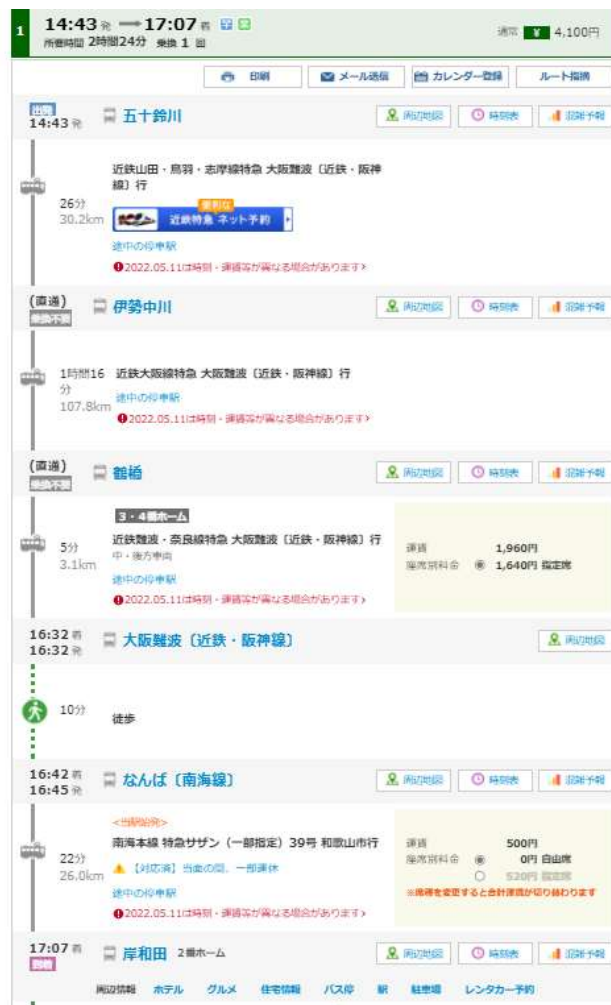 1
14:43発 → 17:07着 早 楽
所要時間 2時間24分 乗換 1 回
通常 ¥ 4,100円
印刷 メール送信 カレンダー登録 ルート指摘
出発
14:43発 五十鈴川 周辺地図 時刻表 混雑予報
近鉄山田・鳥羽・志摩線特急 大阪難波〔近鉄・阪神
線〕行
26分
30.2km
便利な
近鉄特急 ネット予約
途中の停車駅
2022.05.11は時刻・運賃等が異なる場合があります>
(直通)
乗換不要
伊勢中川 周辺地図 時刻表 混雑予報
1時間16
分
107.8km
近鉄大阪線特急 大阪難波〔近鉄・阪神線〕行
途中の停車駅
2022.05.11は時刻・運賃等が異なる場合があります>
(直通)
乗換不要
鶴橋 周辺地図 時刻表 混雑予報
3・4番ホーム
近鉄難波・奈良線特急 大阪難波〔近鉄・阪神線〕行
中・後方車両
5分
3.1km
途中の停車駅
2022.05.11は時刻・運賃等が異なる場合があります>
運賃 1,960円
座席別料金 1,640円 指定席
16:32着
16:32発
大阪難波〔近鉄・阪神線〕 周辺地図
10分 徒歩
16:42着
16:45発
なんば〔南海線〕 周辺地図 時刻表 混雑予報
<当駅始発>
南海本線 特急サザン（一部指定）39号 和歌山市行
22分
26.0km
【対応済】当面の間、一部運休
途中の停車駅
2022.05.11は時刻・運賃等が異なる場合があります>
運賃 500円
座席別料金 0円 自由席
520円 指定席
※席種を変更すると合計運賃が切り替わります
17:07着
到着
岸和田 2番ホーム 周辺地図 時刻表 混雑予報
周辺情報 ホテル グルメ 住宅情報 バス停 駅 駐車場 レンタカー予約